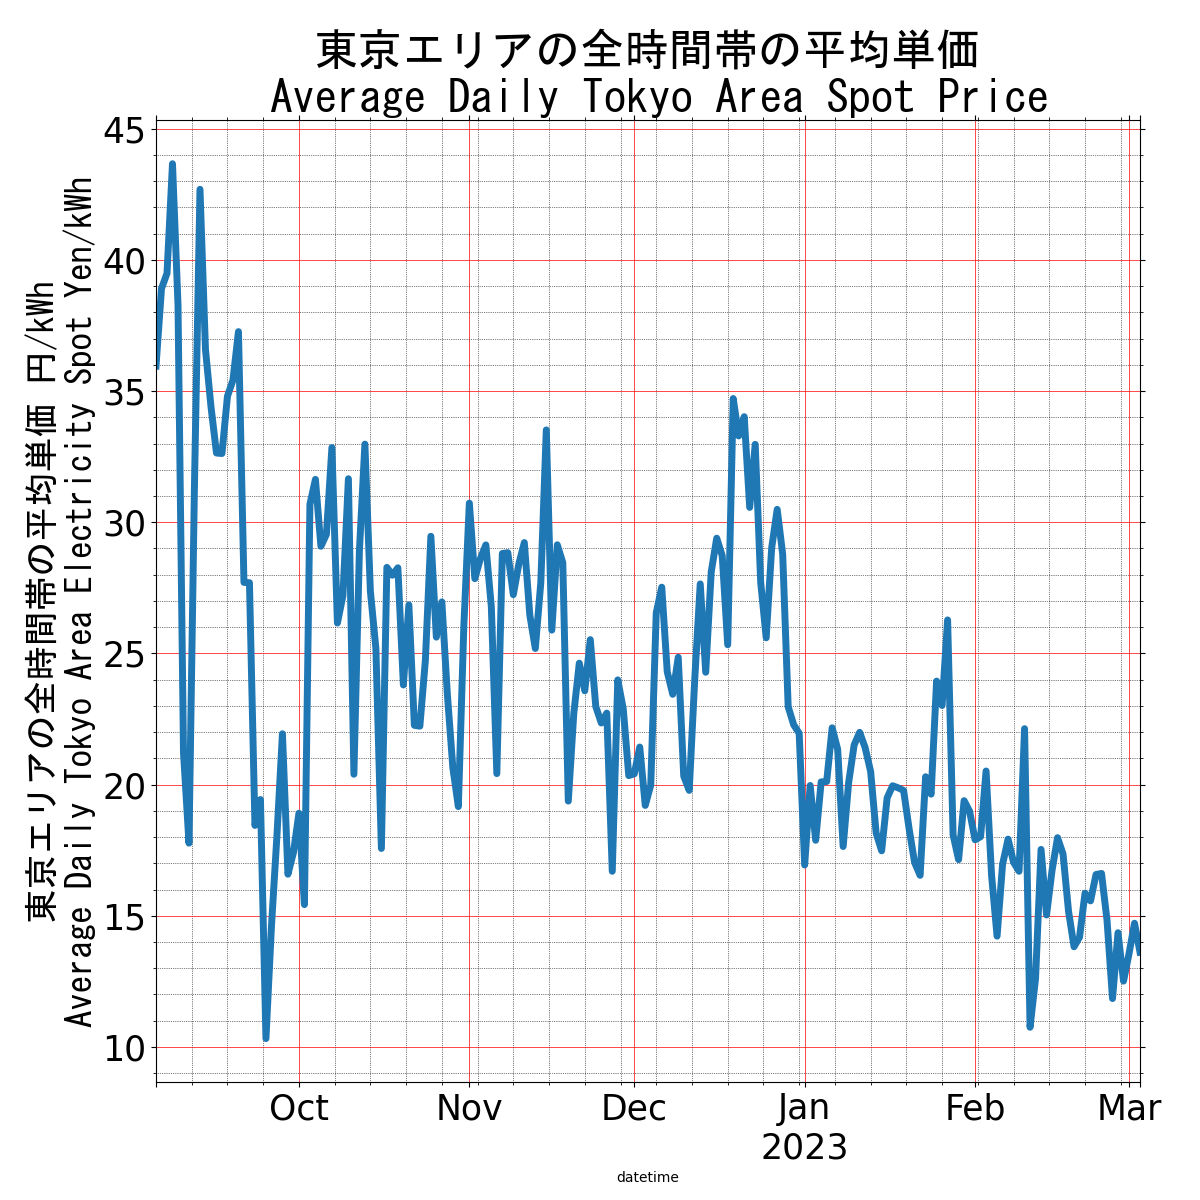 東京エリアの全時間帯の平均単価
Average Daily Tokyo Area Spot Price
東京エリアの全時間帯の平均単価 円/kWh
Average Daily Tokyo Area Electricity Spot Yen/kWh
45
40
35
30
25
20
15
10
Oct
Nov
Dec
Jan
2023
Feb
Mar
datetime